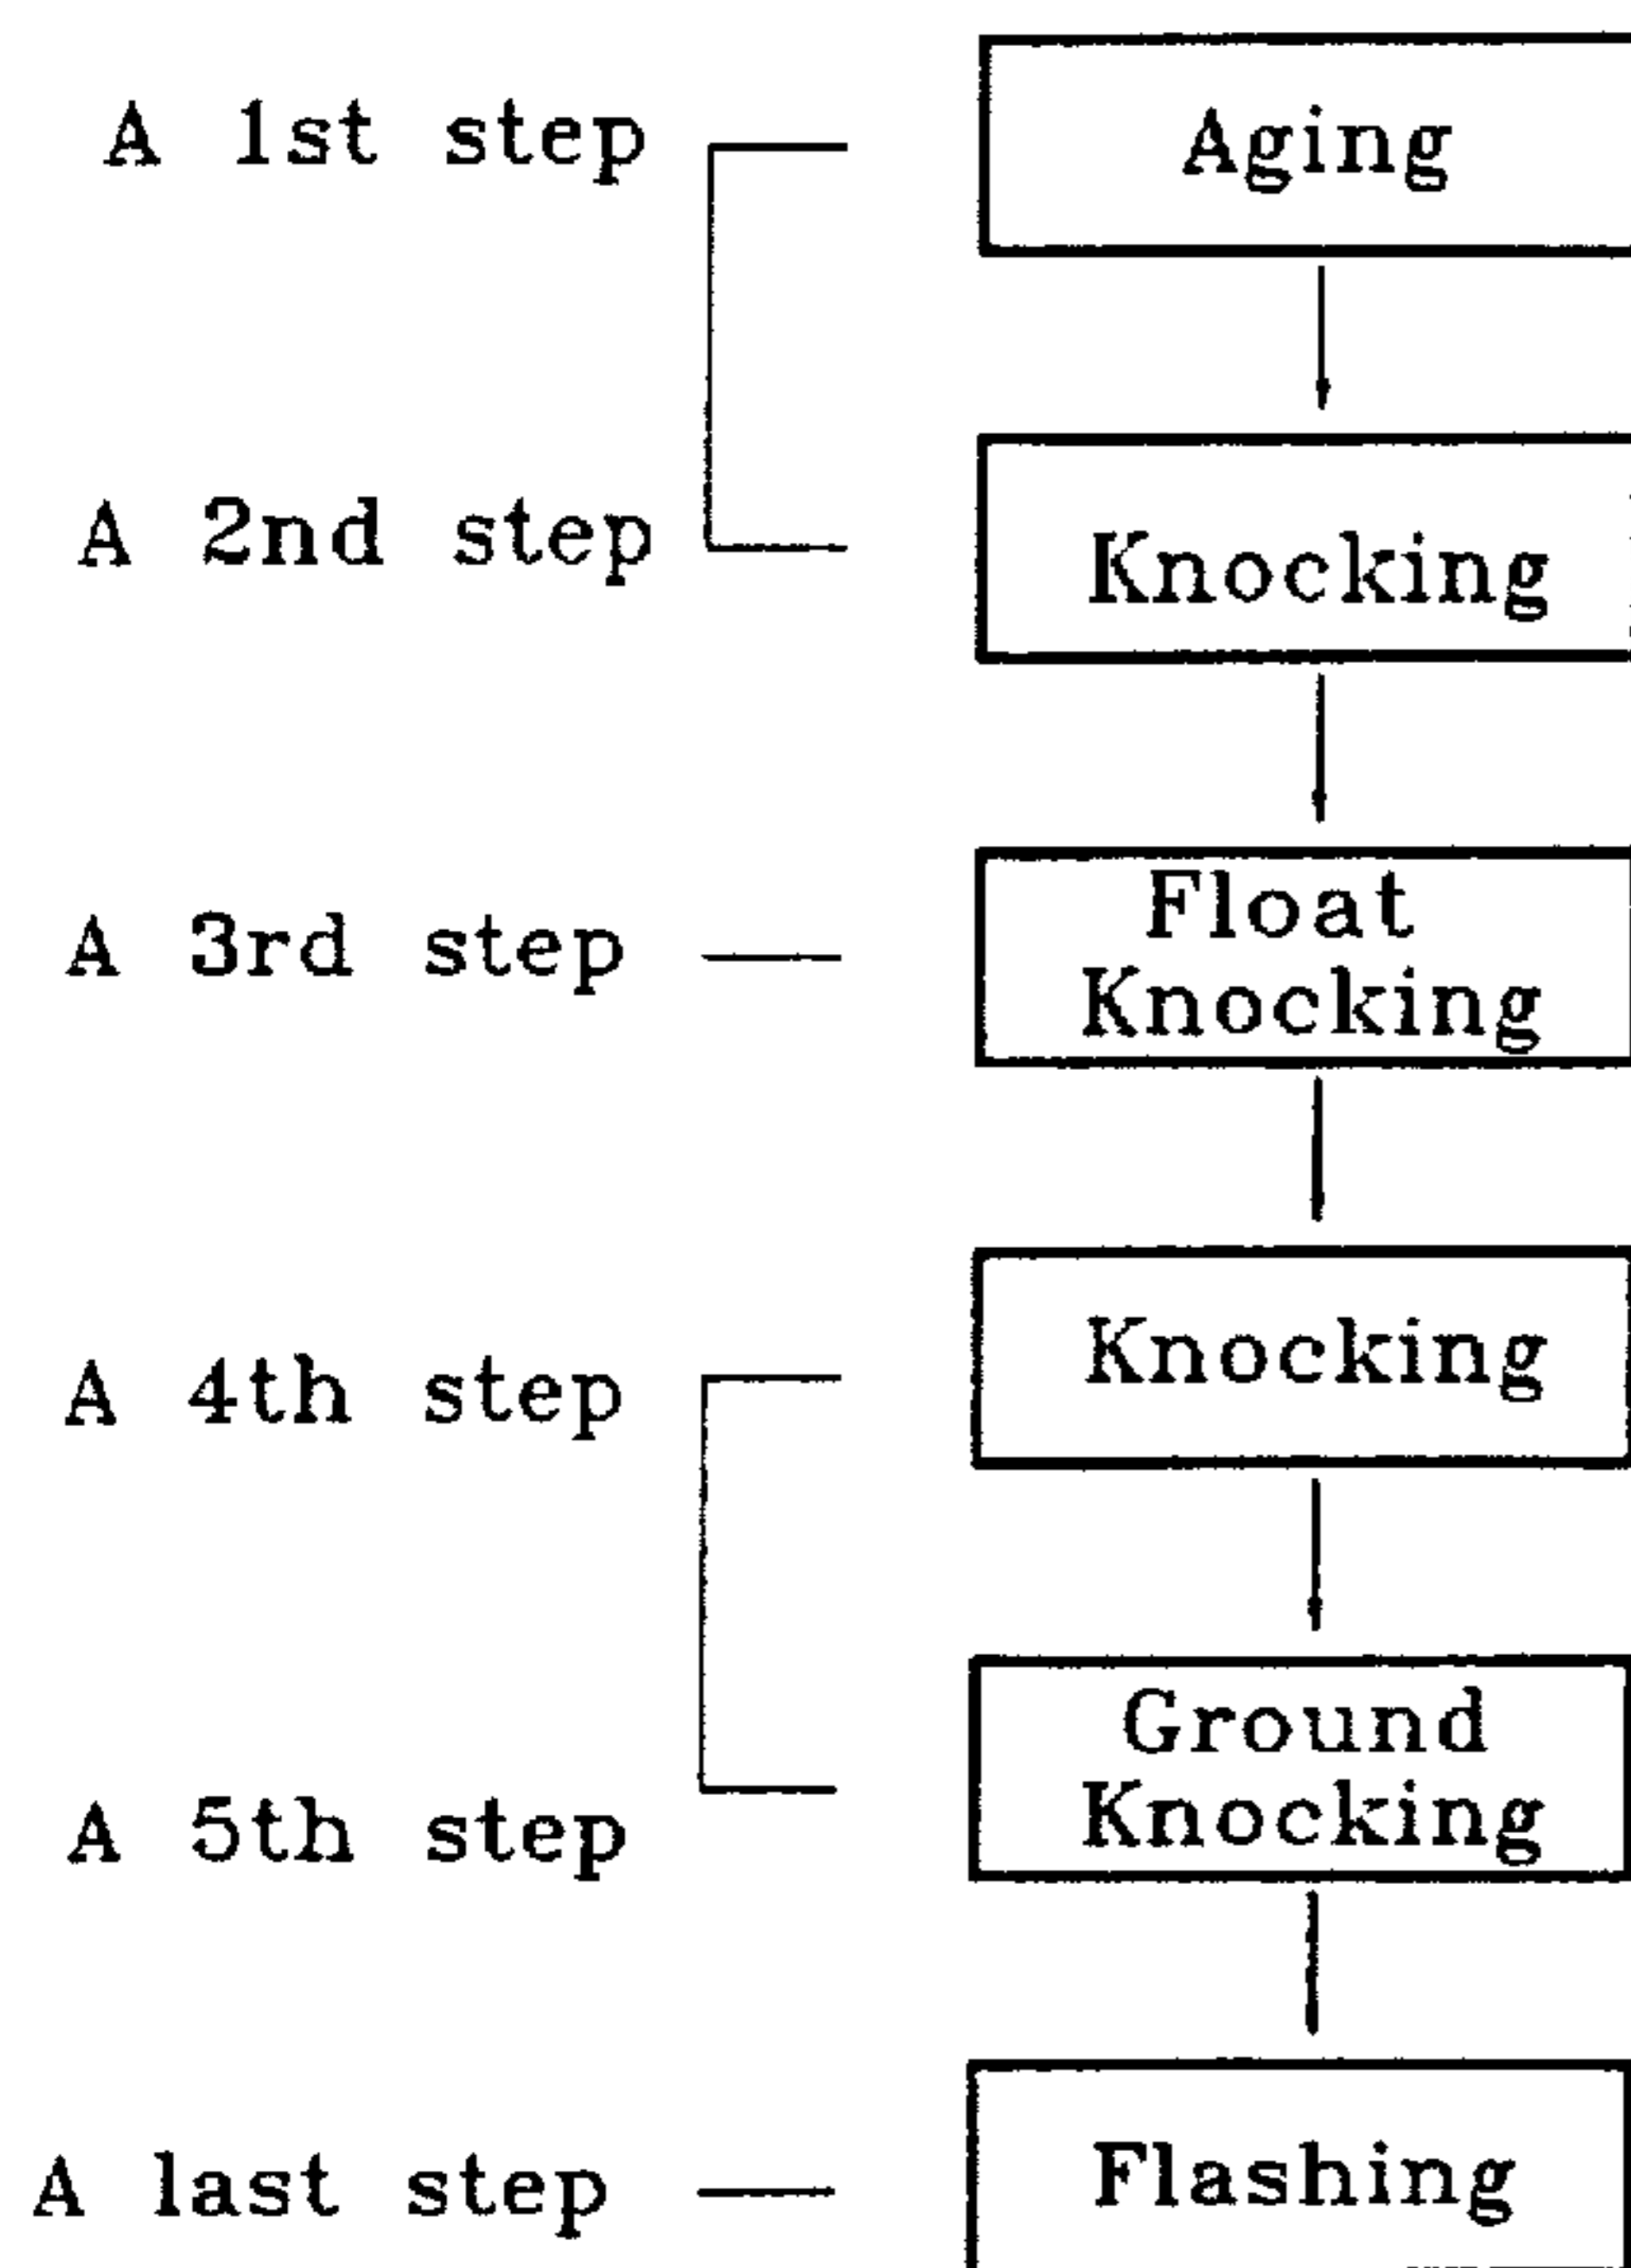 A 1st step
Aging
A 2nd step
Knocking
A 3rd step
Float
Knocking
A 4th step
Knocking
A 5th step
Ground
Knocking
A last step
Flashing